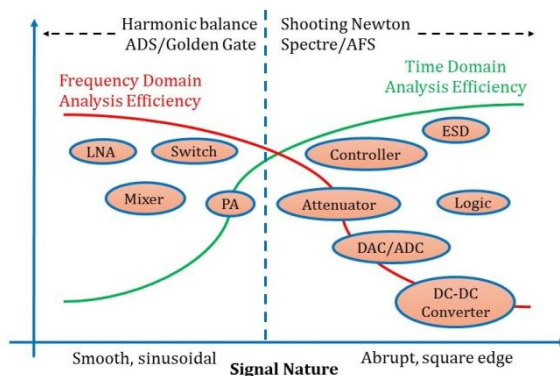 Harmonic balance
ADS/Golden Gate
Shooting Newton
Spectre/AFS
Frequency Domain
Analysis Efficiency
Time Domain
Analysis Efficiency
ESD
LNA
Switch
Controller
Mixer
PA
Attenuator
Logic
DAC/ADC
DC-DC
Converter
Smooth, sinusoidal
Signal Nature
Abrupt, square edge